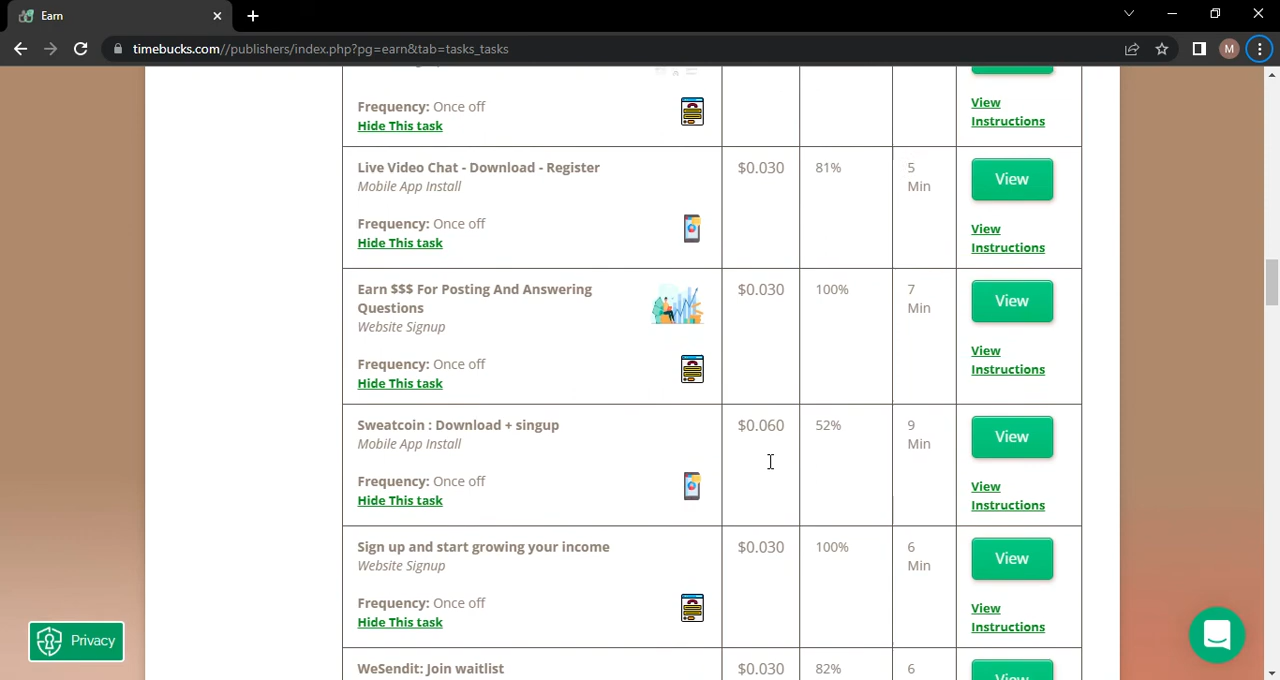 Earn
timebucks.com//publishers/index.php?pg=earn&tab=tasks_tasks
M
Frequency: Once off
Hide This task
View
Instructions
Live Video Chat - Download - Register
Mobile App Install
$0.030
81%
5
Min
View
Frequency: Once off
Hide This task
View
Instructions
Earn $$$ For Posting And Answering
Questions
Website Signup
$0.030
100%
7
Min
View
Frequency: Once off
Hide This task
View
Instructions
Sweatcoin : Download + singup
Mobile App Install
$0.060
52%
9
Min
View
Frequency: Once off
Hide This task
View
Instructions
Sign up and start growing your income
Website Signup
$0.030
100%
6
Min
View
Frequency: Once off
Hide This task
View
Instructions
WeSendit: Join waitlist
$0.030
82%
6
View
Privacy